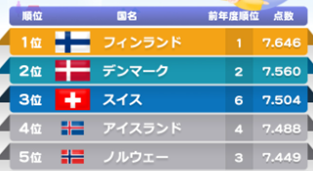 順位 国名 前年度順位 点数
1位 フィンランド 1 7.646
2位 デンマーク 2 7.560
3位 スイス 6 7.504
4位 アイスランド 4 7.488
5位 ノルウェー 3 7.449